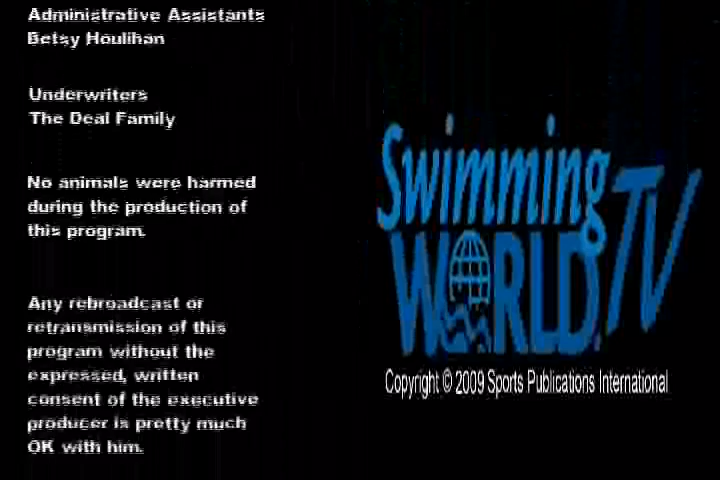 Administrative Assistants
Betsy Houlihan
Underwriters
The Deal Family
No animals were harmed
during the production of
this program.
Any rebroadcast or
retransmission of this
program without the
expressed, written
consent of the executive
producer is pretty much
OK with him.
Swimming
WORLD.TV
Copyright © 2009 Sports Publications International